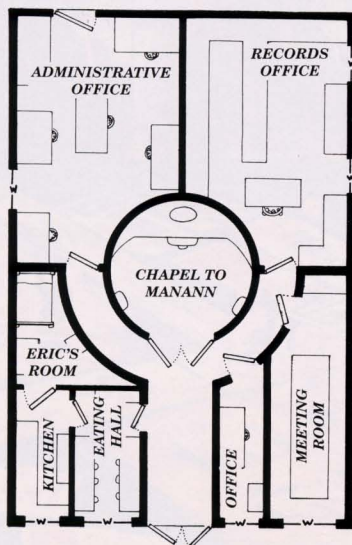 ADMINISTRATIVE
OFFICE
RECORDS
OFFICE
W
W
W
CHAPEL TO
MANANN
ERIC'S
ROOM
KITCHEN
EATING
HALL
OFFICE
MEETING
ROOM
W
W
W
W